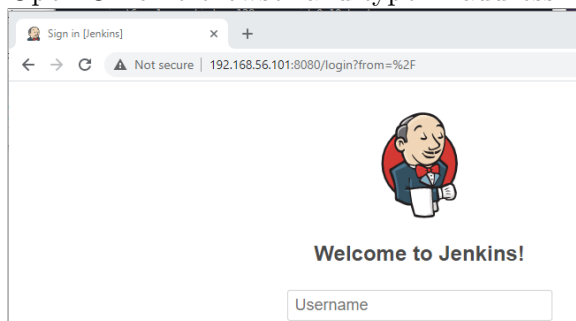 Sign in [Jenkins]
Not secure | 192.168.56.101:8080/login?from=%2F
Welcome to Jenkins!
Username